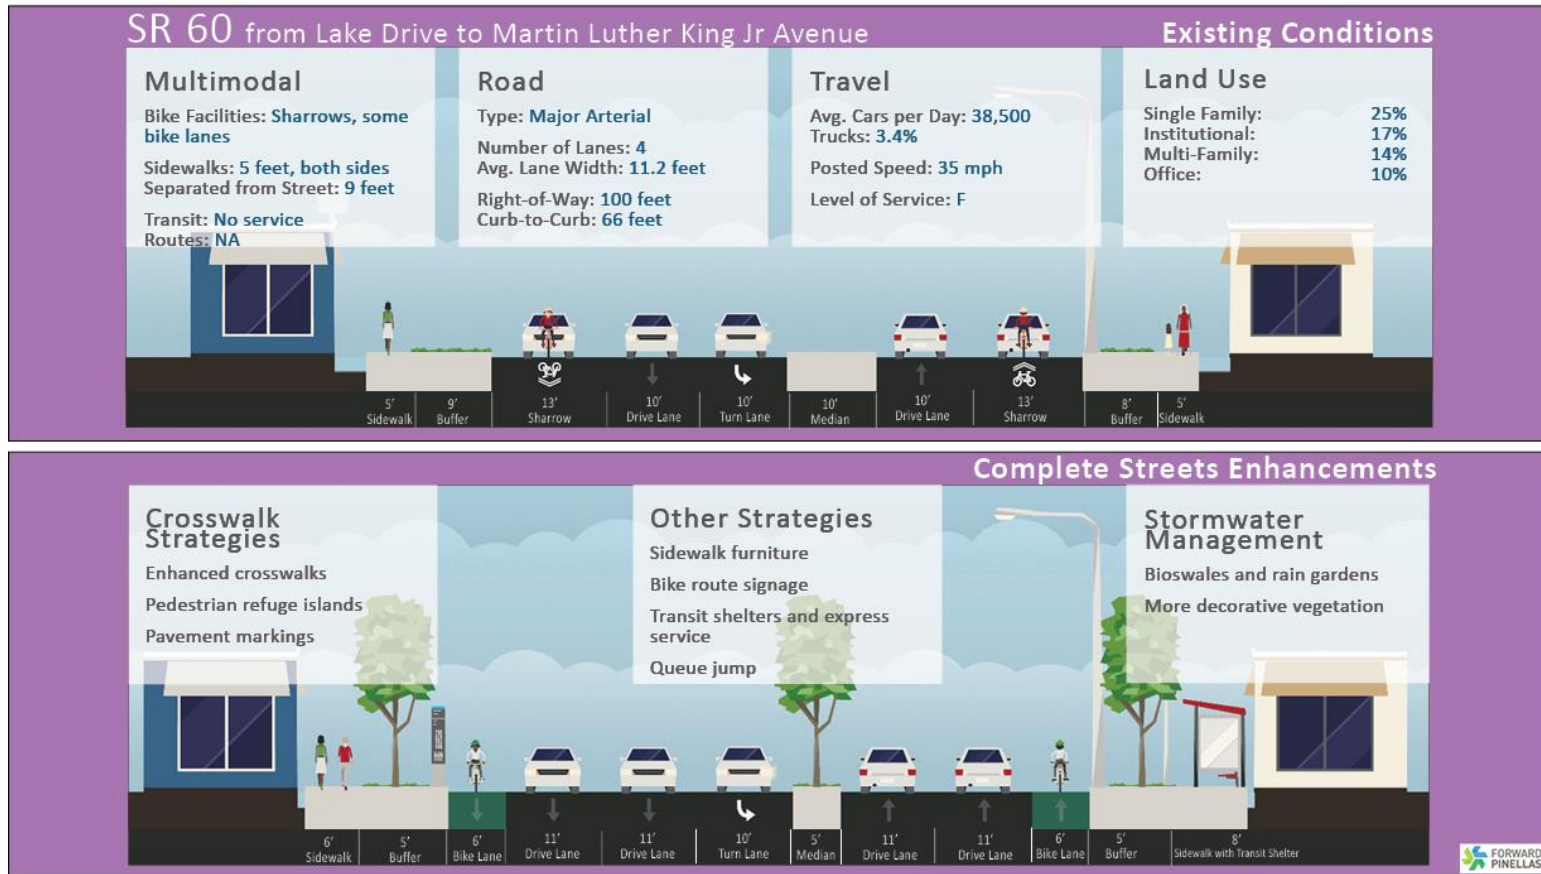 SR 60 from Lake Drive to Martin Luther King Jr Avenue
Existing Conditions
Multimodal
Bike Facilities: Sharrows, some
bike lanes
Sidewalks: 5 feet, both sides
Separated from Street: 9 feet
Transit: No service
Routes: NA
Road
Type: Major Arterial
Number of Lanes: 4
Avg. Lane Width: 11.2 feet
Right-of-Way: 100 feet
Curb-to-Curb: 66 feet
Travel
Avg. Cars per Day: 38,500
Trucks: 3.4%
Posted Speed: 35 mph
Level of Service: F
Land Use
Single Family: 25%
Institutional: 17%
Multi-Family: 14%
Office: 10%
5'
Sidewalk
9'
Buffer
13'
Sharrow
10'
Drive Lane
10'
Turn Lane
10'
Median
10'
Drive Lane
13'
Sharrow
8'
Buffer
5'
Sidewalk
Complete Streets Enhancements
Crosswalk
Strategies
Enhanced crosswalks
Pedestrian refuge islands
Pavement markings
Other Strategies
Sidewalk furniture
Bike route signage
Transit shelters and express
service
Queue jump
Stormwater
Management
Bioswales and rain gardens
More decorative vegetation
6'
Sidewalk
5'
Buffer
6'
Bike Lane
11'
Drive Lane
11'
Drive Lane
10'
Turn Lane
5'
Median
11'
Drive Lane
11'
Drive Lane
6'
Bike Lane
5'
Buffer
8'
Sidewalk with Transit Shelter
FORWARD
PINELLAS